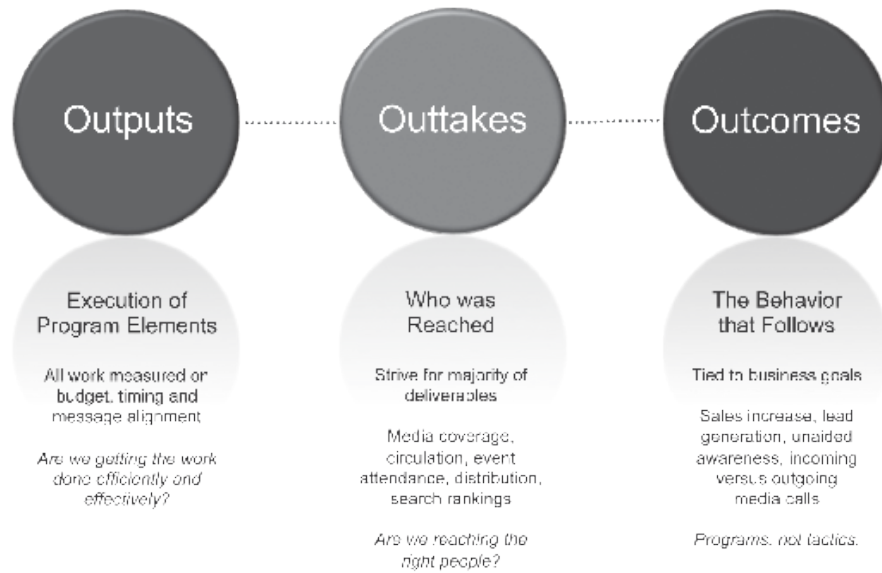 Outputs
Execution of
Program Elements
All work measured on
budget, timing and
message alignment
Are we getting the work
done efficiently and
effectively?
Outtakes
Who was
Reached
Strive for majority of
deliverables
Media coverage,
circulation, event
attendance, distribution,
search rankings
Are we reaching the
right people?
Outcomes
The Behavior
that Follows
Tied to business goals
Sales increase, lead
generation, unaided
awareness, incoming
versus outgoing
media calls
Programs, not tactics.